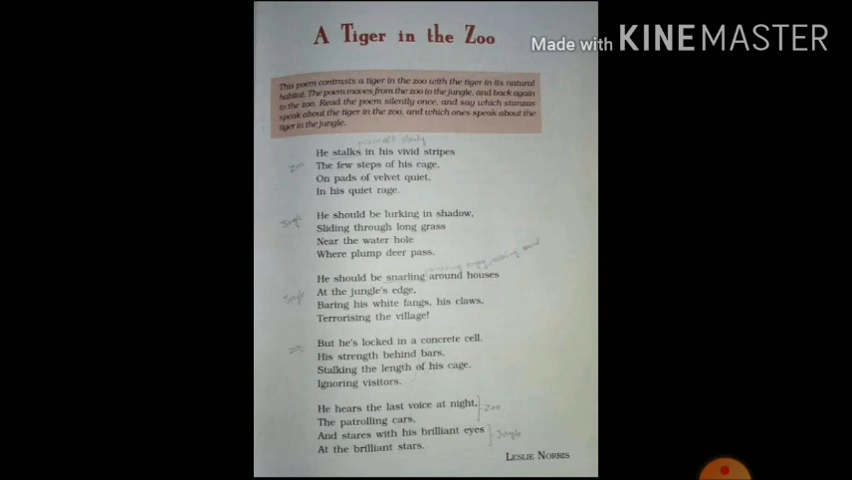 A Tiger in the Zoo
Made with KINEMASTER
This poem contrasts a tiger in the zoo with the tiger in its natural
habitat. The poem moves from the zoo to the jungle, and back again
to the zoo. Read the poem silently once, and say which stanzas
speak about the tiger in the zoo, and which ones speak about the
tiger in the jungle.
He stalks in his vivid stripes
Zoo
The few steps of his cage,
On pads of velvet quiet,
In his quiet rage.
He should be lurking in shadow,
Jungle
Sliding through long grass
Near the water hole
Where plump deer pass.
He should be snarling around houses
Jungle
At the jungle's edge,
Baring his white fangs, his claws,
Terrorising the village!
But he's locked in a concrete cell,
Zoo
His strength behind bars,
Stalking the length of his cage,
Ignoring visitors.
He hears the last voice at night,
Zoo
The patrolling cars,
And stares with his brilliant eyes
Jungle
At the brilliant stars.
LESLIE NORRIS